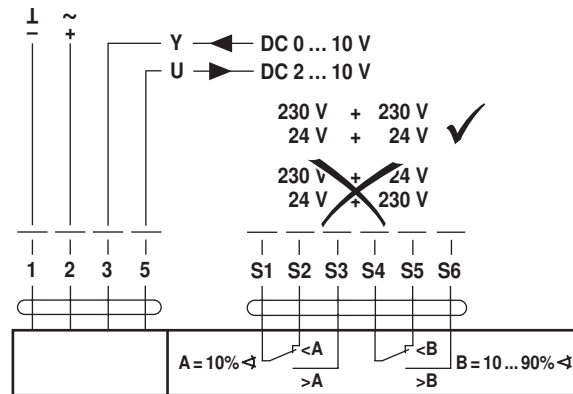 ⊥ ~
− +
Y DC 0 ... 10 V
U DC 2 ... 10 V
230 V + 230 V
24 V + 24 V
230 V + 24 V
24 V + 230 V
1 2 3 5 S1 S2 S3 S4 S5 S6
A = 10% ∢ <A <B B = 10 ... 90% ∢
>A >B